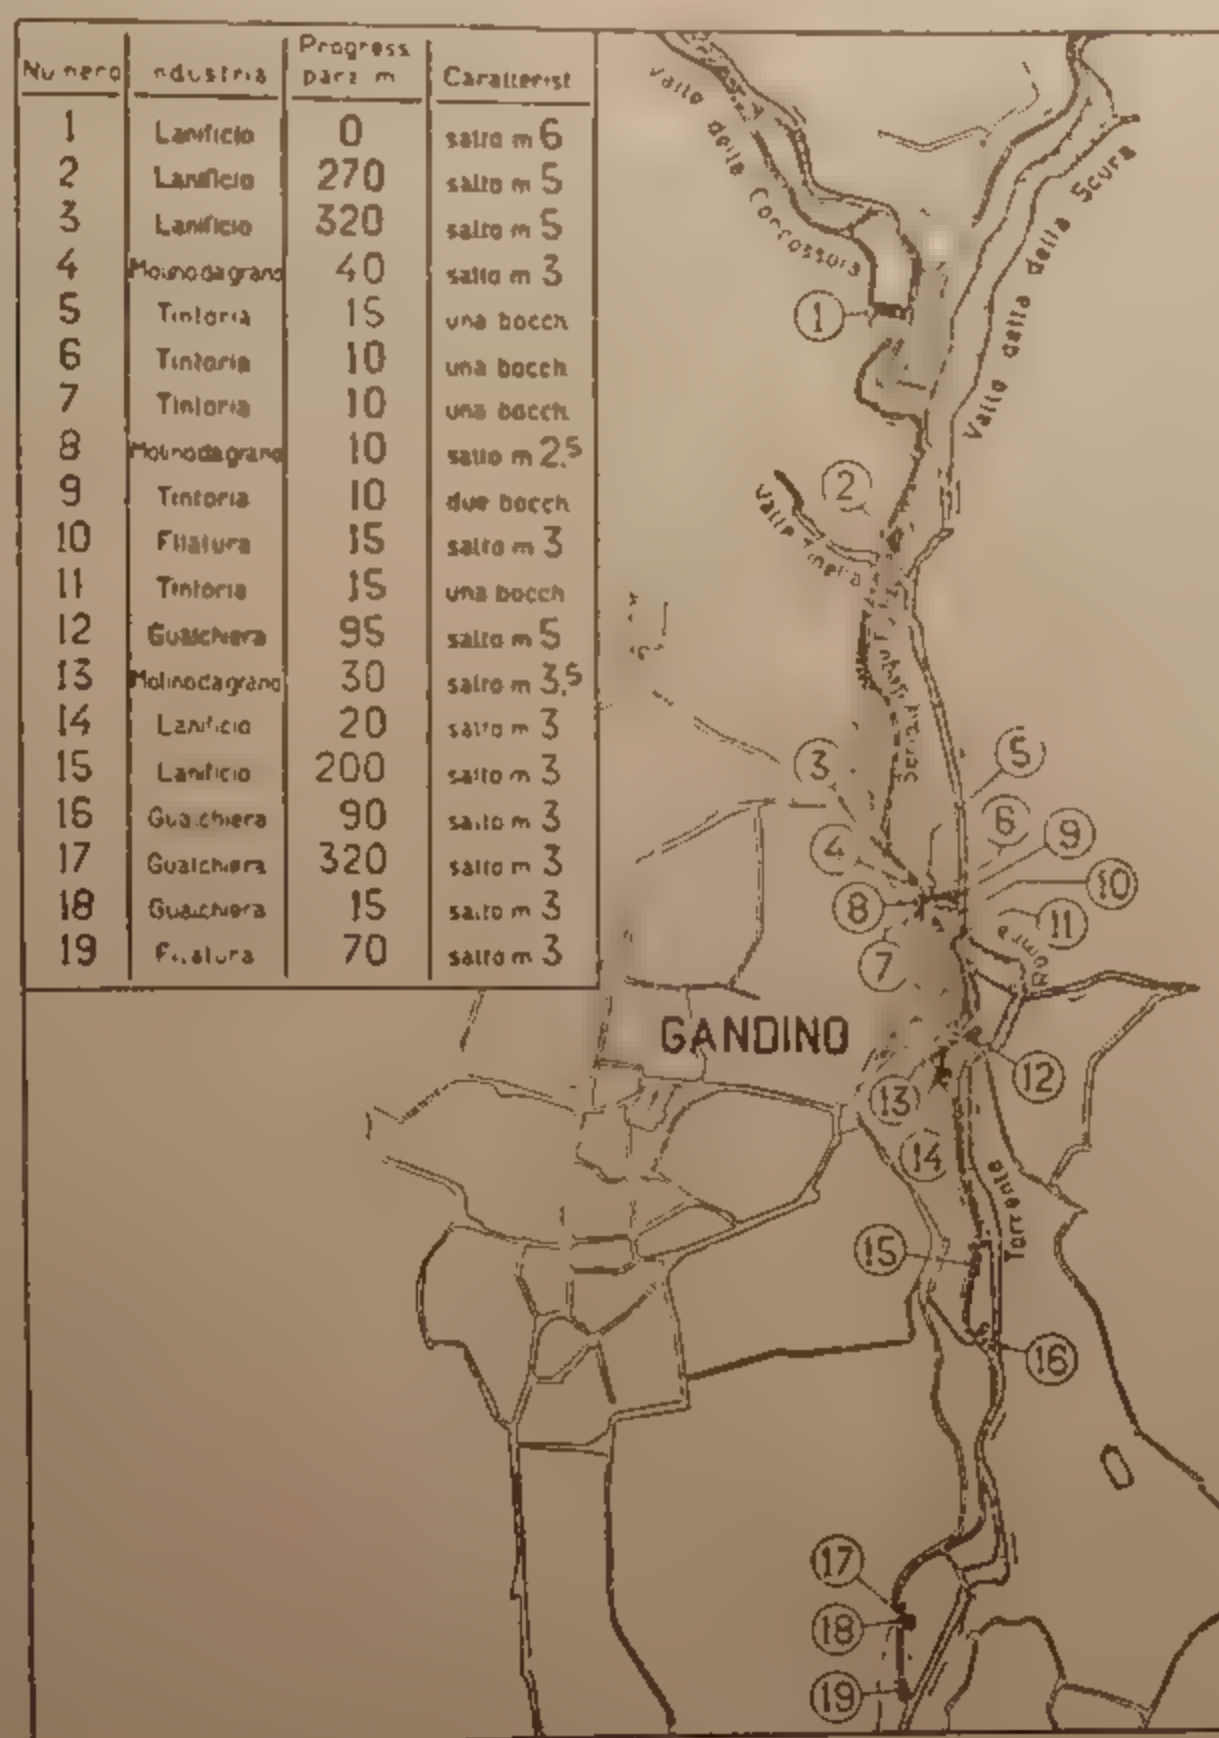 Numero Industria Progress. parz. m Caratterist.
1 Lanificio 0 salto m 6
2 Lanificio 270 salto m 5
3 Lanificio 320 salto m 5
4 Molino da grano 40 salto m 3
5 Tintoria 15 una bocch.
6 Tintoria 10 una bocch.
7 Tintoria 10 una bocch.
8 Molino da grano 10 salto m 2,5
9 Tintoria 10 due bocch.
10 Filatura 15 salto m 3
11 Tintoria 15 una bocch.
12 Gualchiera 95 salto m 5
13 Molino da grano 30 salto m 3,5
14 Lanificio 20 salto m 3
15 Lanificio 200 salto m 3
16 Gualchiera 90 salto m 3
17 Gualchiera 320 salto m 3
18 Gualchiera 15 salto m 3
19 Filatura 70 salto m 3
Valle della Concossola
Valle della Scura
1
2
Valle
3
5
4
6
9
8
10
11
7
Romna
GANDINO
12
13
14
Torrente
15
16
17
18
19